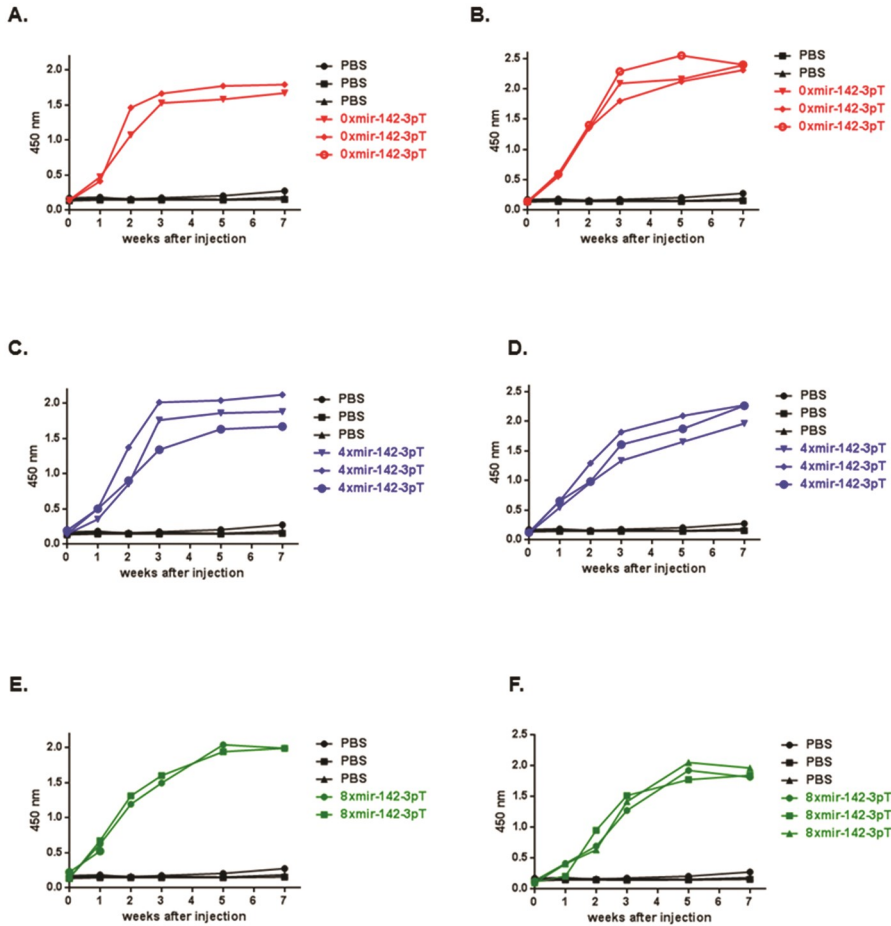 A.
2.0
1.5
1.0
0.5
0.0
450 nm
0 1 2 3 4 5 6 7
weeks after injection
PBS
PBS
PBS
0xmir-142-3pT
0xmir-142-3pT
0xmir-142-3pT
B.
2.5
2.0
1.5
1.0
0.5
0.0
450 nm
0 1 2 3 4 5 6 7
weeks after injection
PBS
PBS
0xmir-142-3pT
0xmir-142-3pT
0xmir-142-3pT
C.
2.0
1.5
1.0
0.5
0.0
450 nm
0 1 2 3 4 5 6 7
weeks after injection
PBS
PBS
PBS
4xmir-142-3pT
4xmir-142-3pT
4xmir-142-3pT
D.
2.5
2.0
1.5
1.0
0.5
0.0
450 nm
0 1 2 3 4 5 6 7
weeks after injection
PBS
PBS
PBS
4xmir-142-3pT
4xmir-142-3pT
4xmir-142-3pT
E.
2.0
1.5
1.0
0.5
0.0
450 nm
0 1 2 3 4 5 6 7
weeks after injection
PBS
PBS
PBS
8xmir-142-3pT
8xmir-142-3pT
F.
2.5
2.0
1.5
1.0
0.5
0.0
450 nm
0 1 2 3 4 5 6 7
weeks after injection
PBS
PBS
PBS
8xmir-142-3pT
8xmir-142-3pT
8xmir-142-3pT